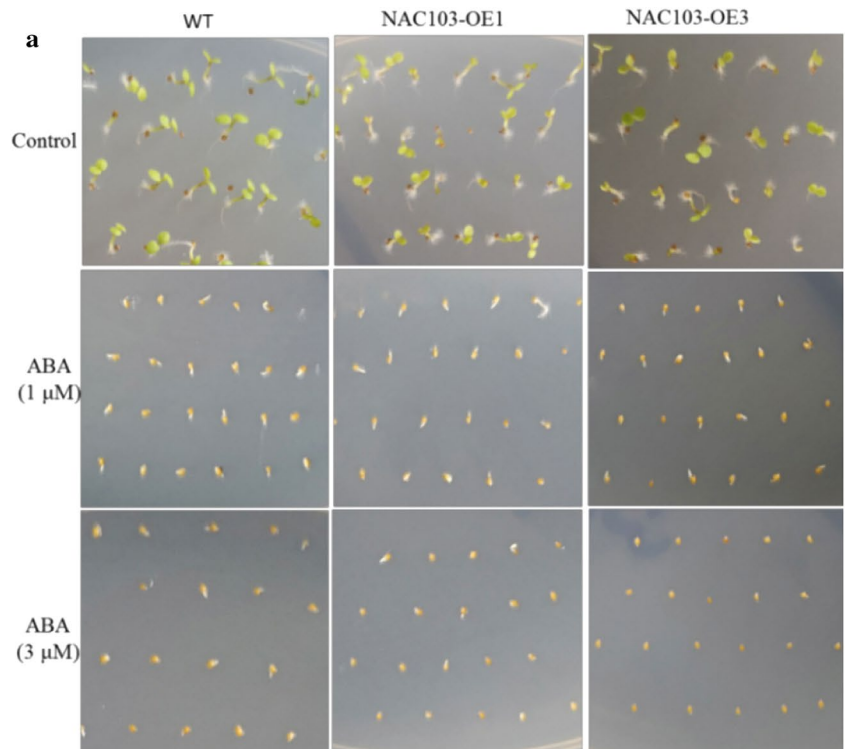 WT NAC103-OE1 NAC103-OE3
a
Control
ABA
(1 μM)
ABA
(3 μM)